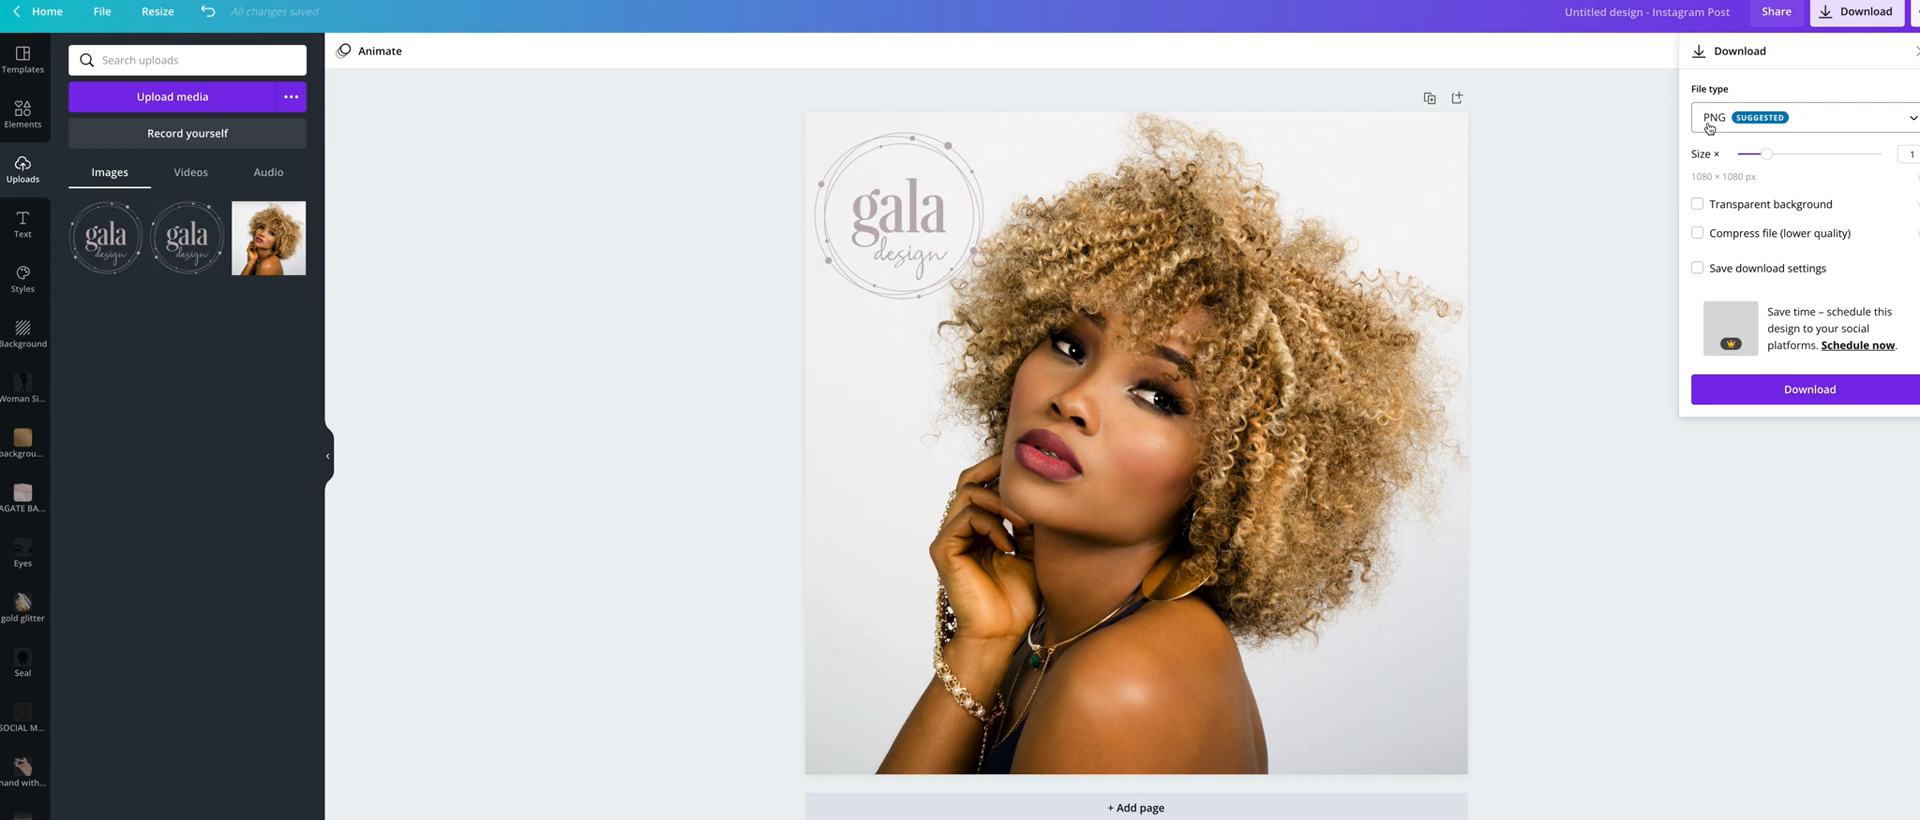 Home
File
Resize
All changes saved
Untitled design - Instagram Post
Share
Download
Templates
Elements
Uploads
Text
Styles
Background
Woman Si...
backgrou...
AGATE BA...
Eyes
gold glitter
Seal
SOCIAL M...
hand with...
Search uploads
Upload media
Record yourself
Images
Videos
Audio
gala
design
gala
design
Animate
gala
design
+ Add page
Download
File type
PNG SUGGESTED
Size × 1
1080 × 1080 px
Transparent background
Compress file (lower quality)
Save download settings
Save time – schedule this
design to your social
platforms. Schedule now.
Download